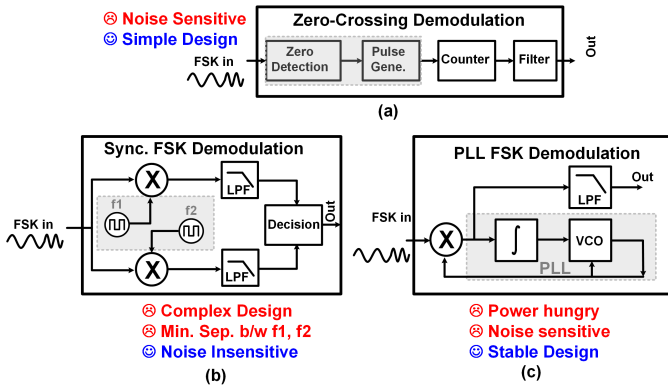 Noise Sensitive
Simple Design
Zero-Crossing Demodulation
FSK in
Zero
Detection
Pulse
Gene.
Counter
Filter
Out
(a)
Sync. FSK Demodulation
FSK in
X
f1
f2
X
LPF
LPF
Decision
Out
Complex Design
Min. Sep. b/w f1, f2
Noise Insensitive
(b)
PLL FSK Demodulation
FSK in
X
∫
VCO
PLL
LPF
Out
Power hungry
Noise sensitive
Stable Design
(c)